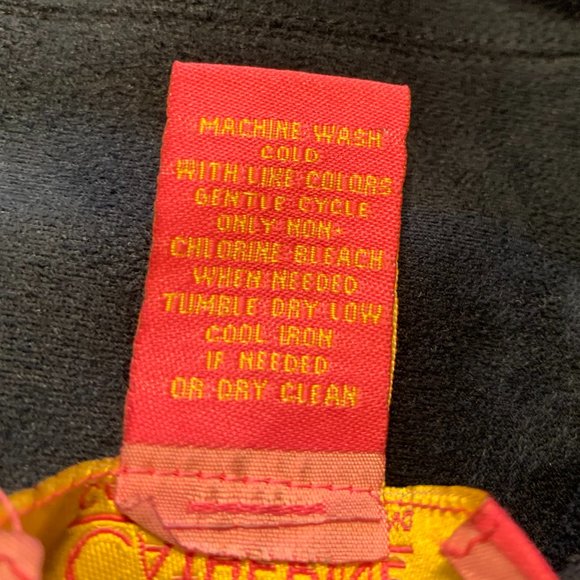 MACHINE WASH
COLD
WITH LIKE COLORS
GENTLE CYCLE
ONLY NON-
CHLORINE BLEACH
WHEN NEEDED
TUMBLE DRY LOW
COOL IRON
IF NEEDED
OR DRY CLEAN
CATHERINE